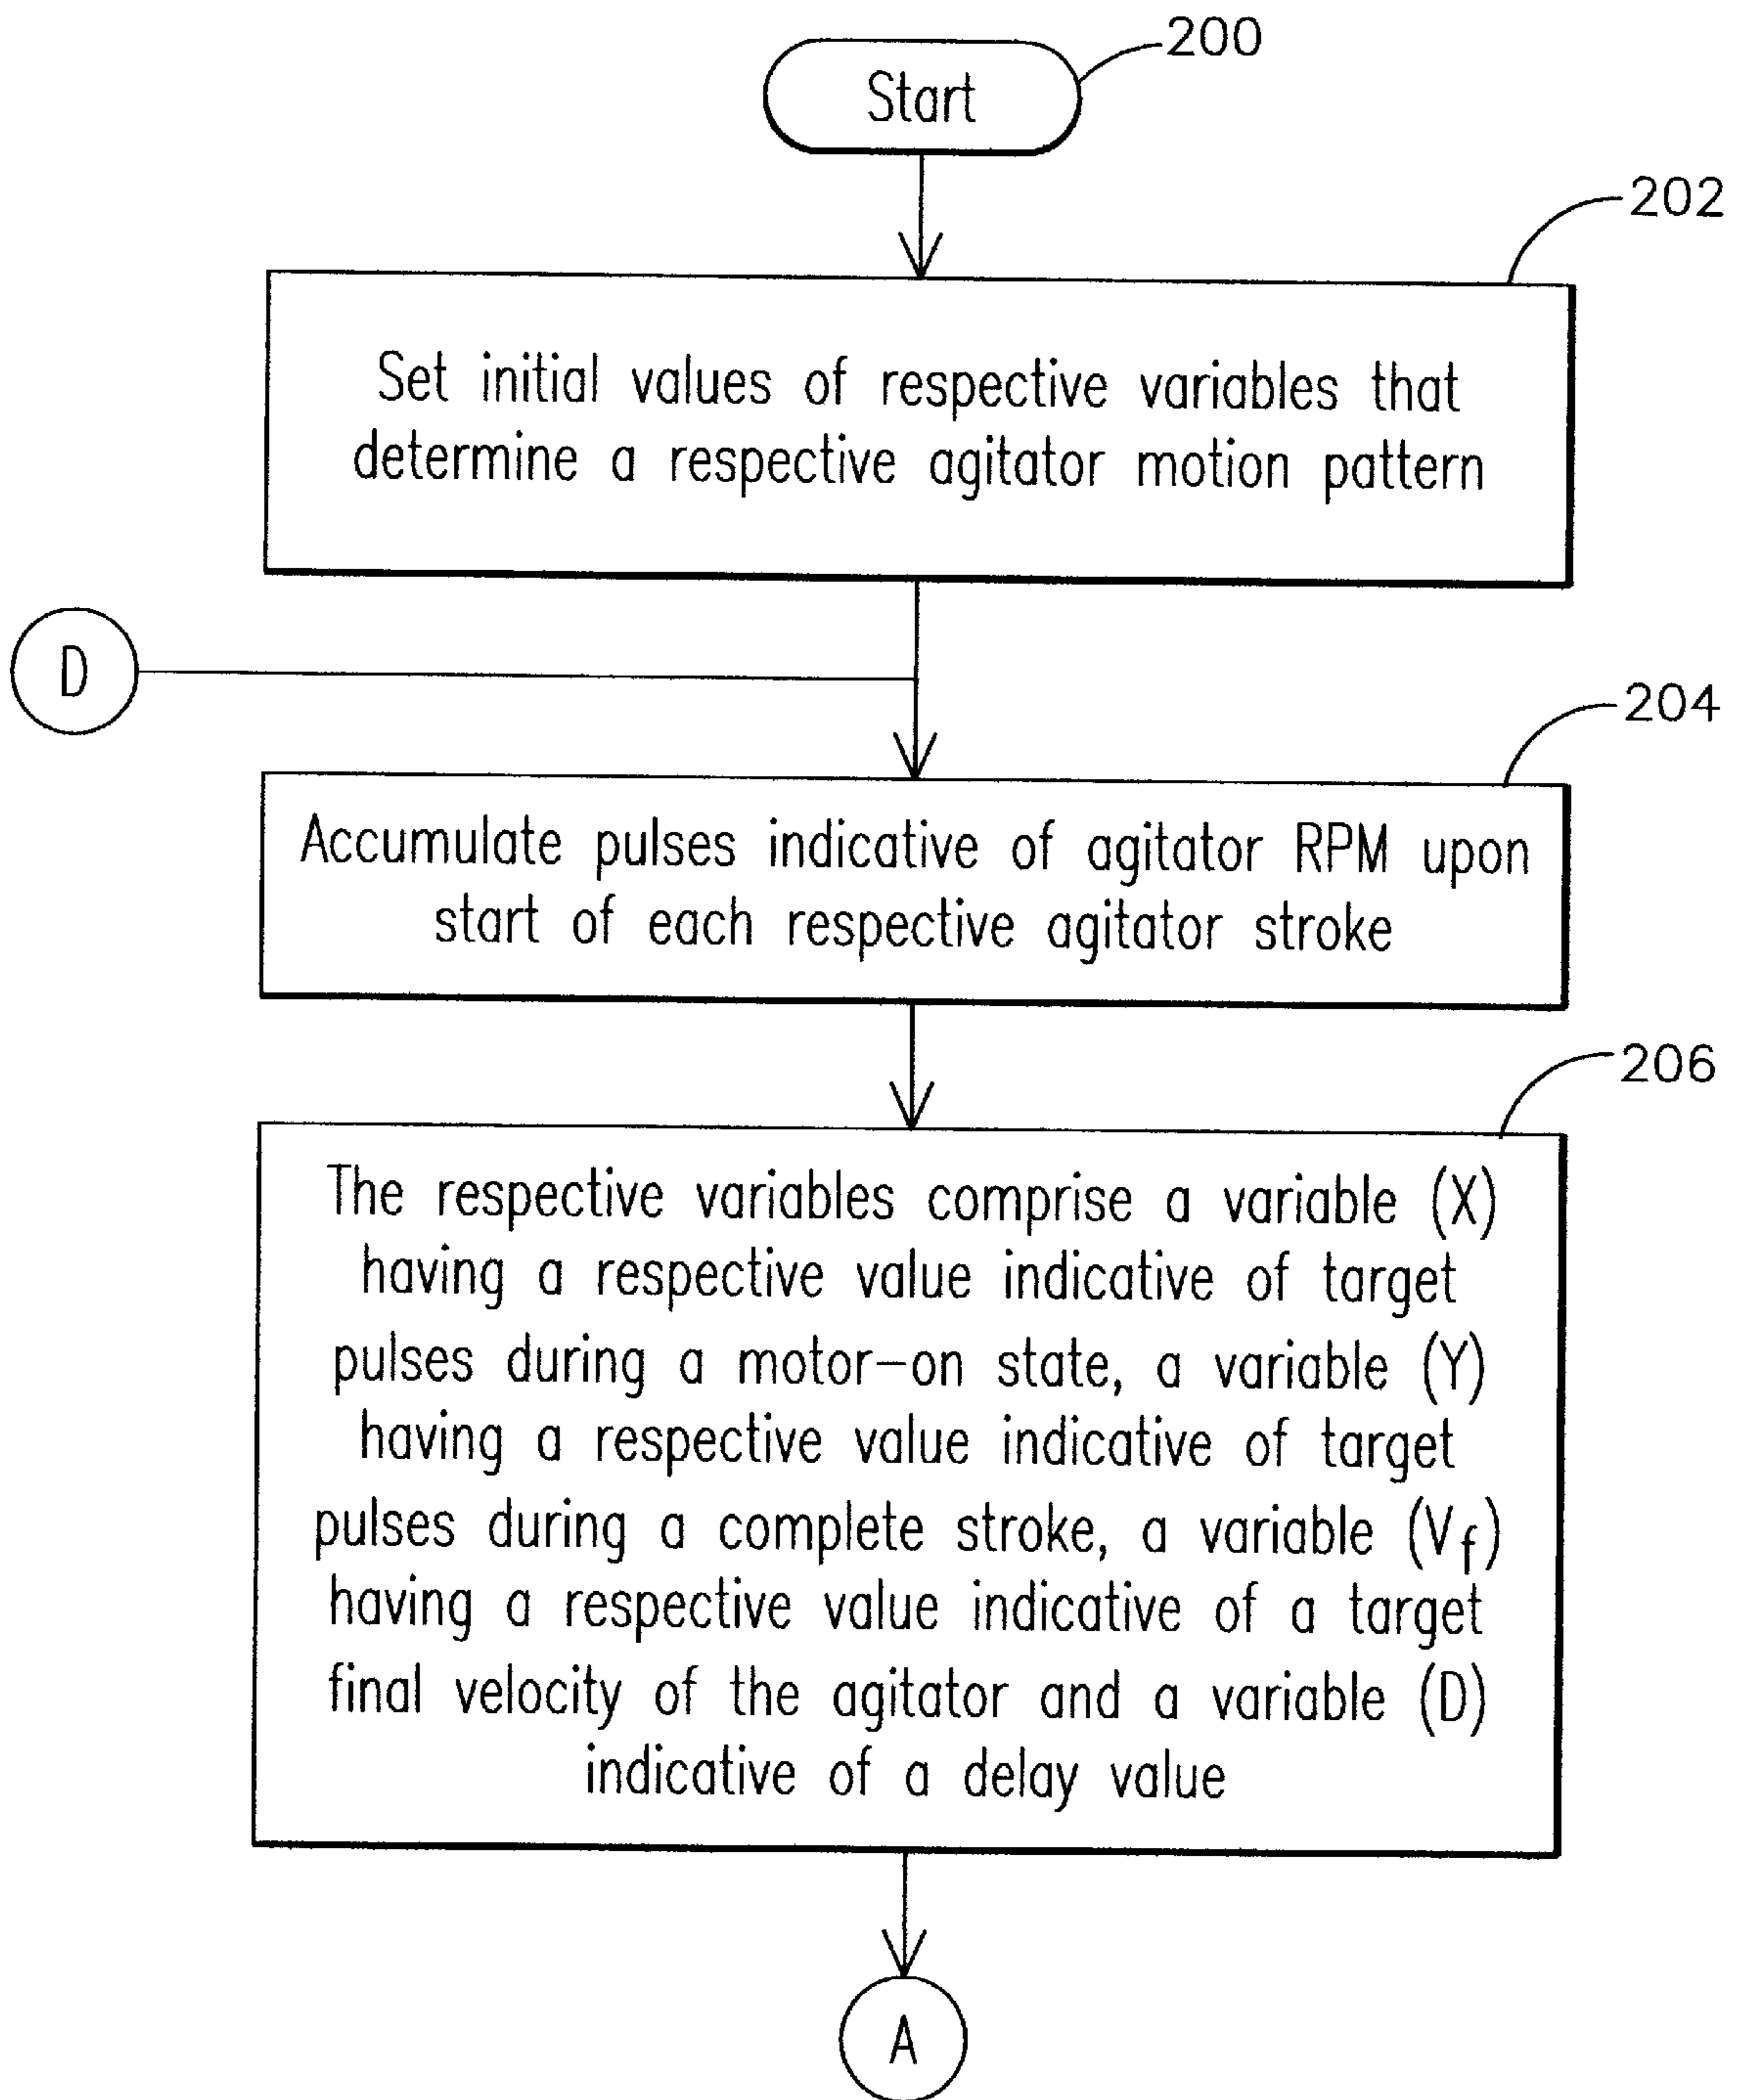 200
Start
202
Set initial values of respective variables that
determine a respective agitator motion pattern
D
204
Accumulate pulses indicative of agitator RPM upon
start of each respective agitator stroke
206
The respective variables comprise a variable (X)
having a respective value indicative of target
pulses during a motor-on state, a variable (Y)
having a respective value indicative of target
pulses during a complete stroke, a variable (Vf)
having a respective value indicative of a target
final velocity of the agitator and a variable (D)
indicative of a delay value
A